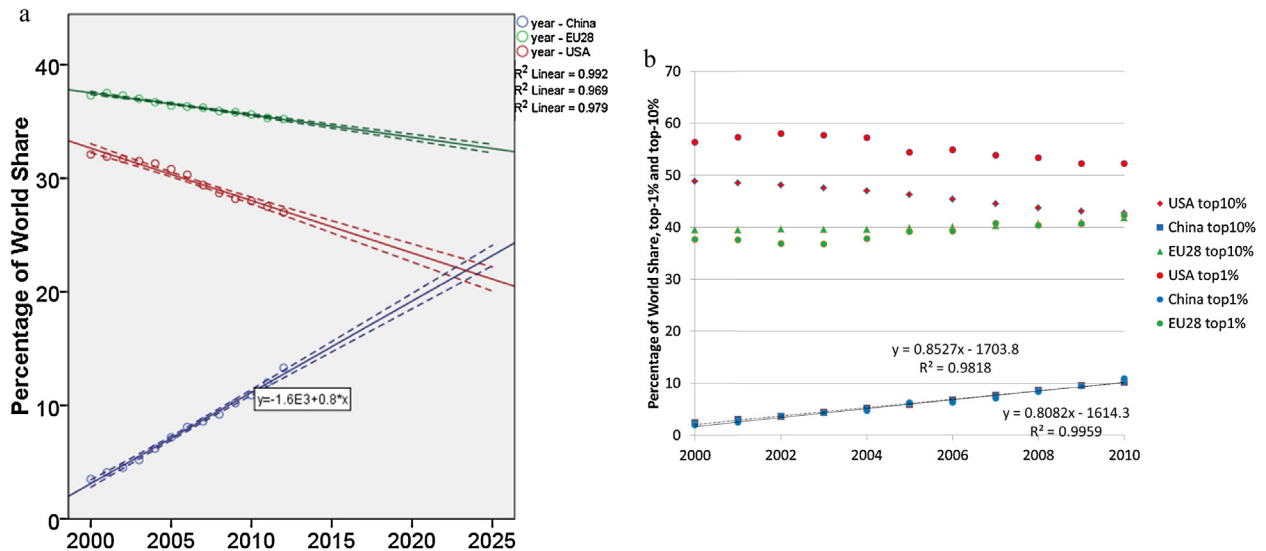 a
year - China
year - EU28
year - USA
R² Linear = 0.992
R² Linear = 0.969
R² Linear = 0.979
Percentage of World Share
40
30
20
10
0
y=-1.6E3+0.8*x
2000 2005 2010 2015 2020 2025
b
Percentage of World Share, top-1% and top-10%
70
60
50
40
30
20
10
0
y = 0.8527x - 1703.8
R² = 0.9818
y = 0.8082x - 1614.3
R² = 0.9959
2000 2002 2004 2006 2008 2010
USA top10%
China top10%
EU28 top10%
USA top1%
China top1%
EU28 top1%